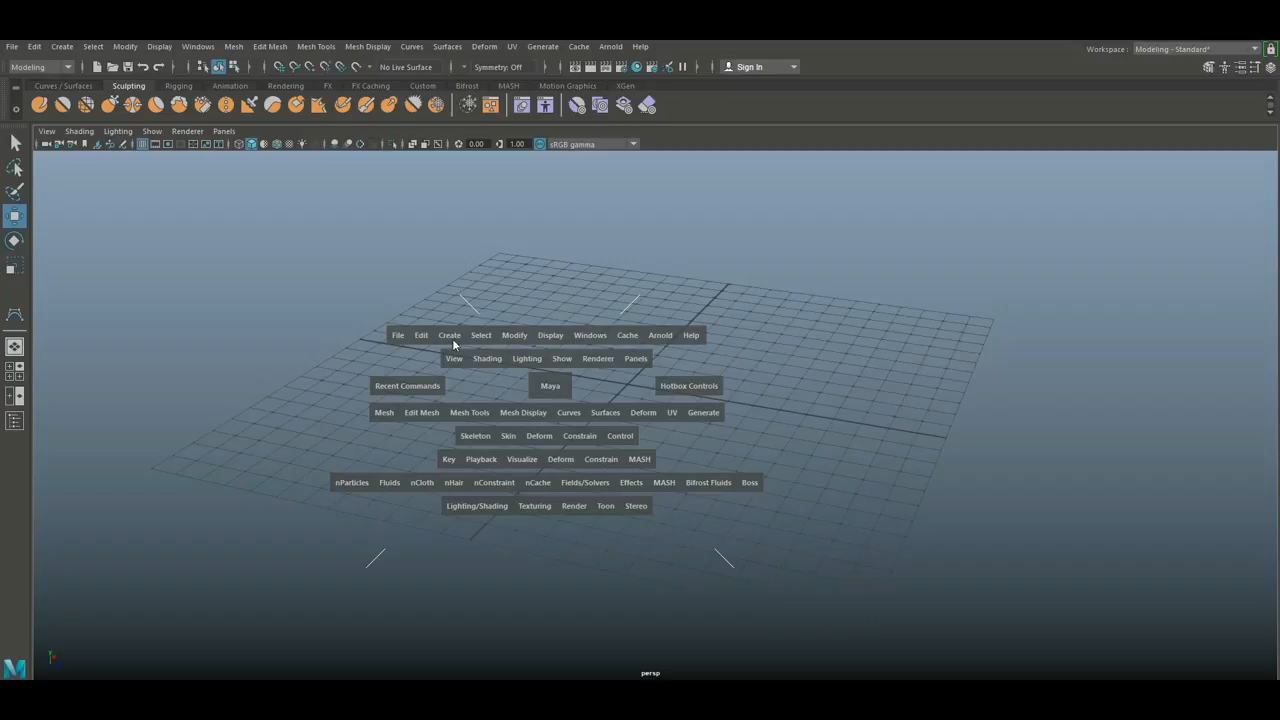 File Edit Create Select Modify Display Windows Mesh Edit Mesh Mesh Tools Mesh Display Curves Surfaces Deform UV Generate Cache Arnold Help
Workspace : Modeling - Standard*
Modeling No Live Surface Symmetry: Off Sign In
Curves / Surfaces Sculpting Rigging Animation Rendering FX FX Caching Custom Bifrost MASH Motion Graphics XGen
View Shading Lighting Show Renderer Panels
0.00 1.00 sRGB gamma
File Edit Create Select Modify Display Windows Cache Arnold Help
View Shading Lighting Show Renderer Panels
Recent Commands Maya Hotbox Controls
Mesh Edit Mesh Mesh Tools Mesh Display Curves Surfaces Deform UV Generate
Skeleton Skin Deform Constrain Control
Key Playback Visualize Deform Constrain MASH
nParticles Fluids nCloth nHair nConstraint nCache Fields/Solvers Effects MASH Bifrost Fluids Boss
Lighting/Shading Texturing Render Toon Stereo
Y
persp